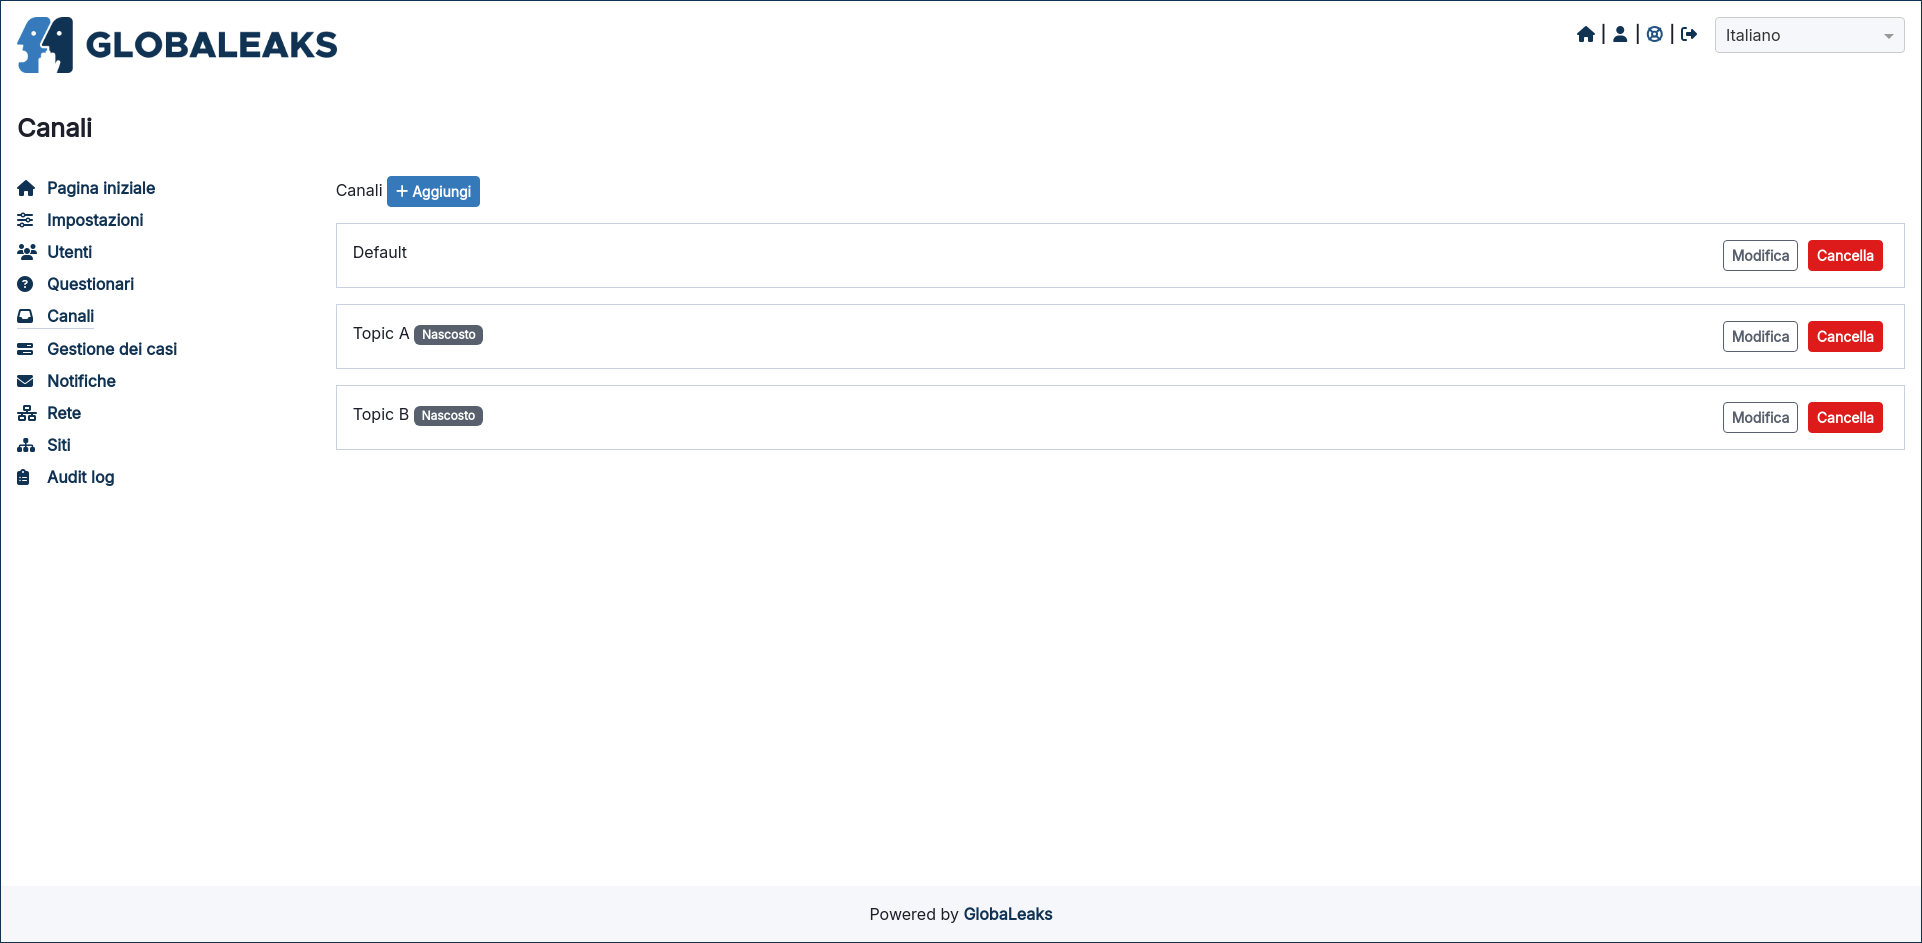 GLOBALEAKS
Italiano
Canali
Pagina iniziale
Impostazioni
Utenti
Questionari
Canali
Gestione dei casi
Notifiche
Rete
Siti
Audit log
Canali + Aggiungi
Default Modifica Cancella
Topic A Nascosto Modifica Cancella
Topic B Nascosto Modifica Cancella
Powered by GlobaLeaks